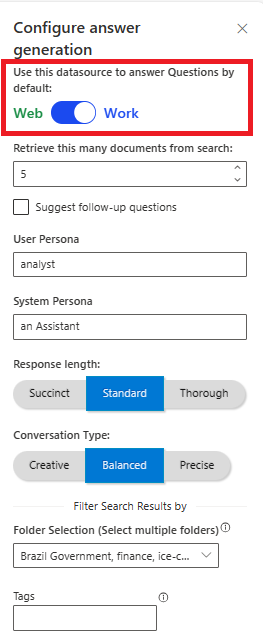 Configure answer
generation
Use this datasource to answer Questions by
default:
Web Work
Retrieve this many documents from search:
5
Suggest follow-up questions
User Persona
analyst
System Persona
an Assistant
Response length:
Succinct Standard Thorough
Conversation Type:
Creative Balanced Precise
Filter Search Results by
Folder Selection (Select multiple folders)
Brazil Government, finance, ice-c...
Tags